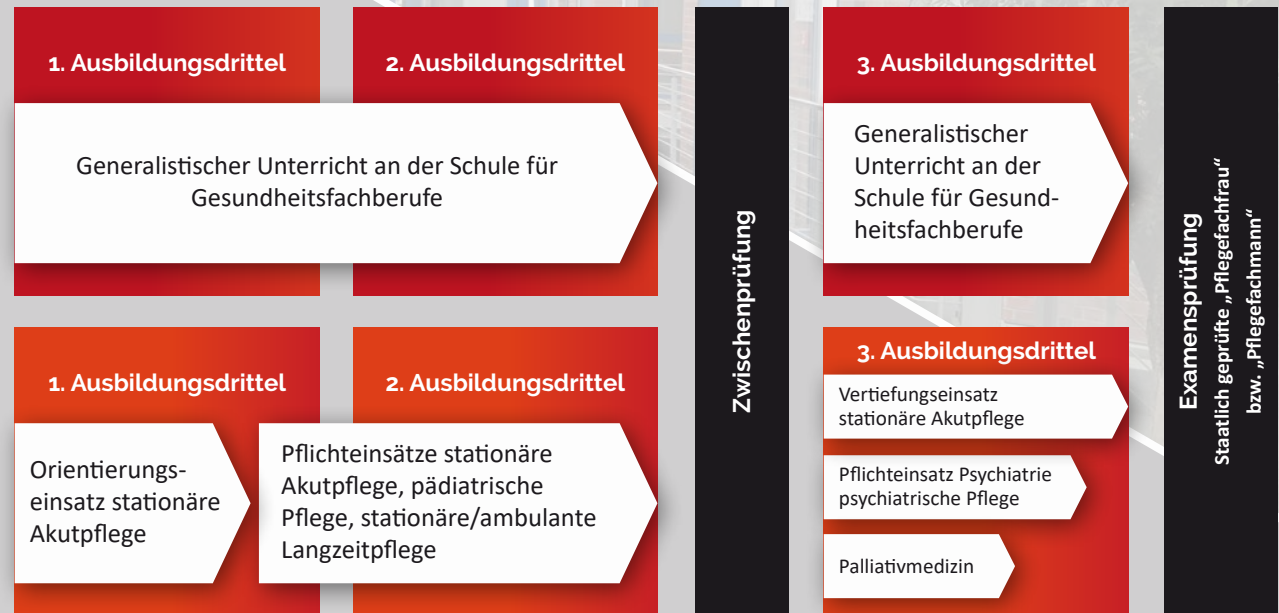 1. Ausbildungsdrittel
2. Ausbildungsdrittel
Generalistischer Unterricht an der Schule für
Gesundheitsfachberufe
1. Ausbildungsdrittel
2. Ausbildungsdrittel
Orientierungs-
einsatz stationäre
Akutpflege
Pflichteinsätze stationäre
Akutpflege, pädiatrische
Pflege, stationäre/ambulante
Langzeitpflege
Zwischenprüfung
3. Ausbildungsdrittel
Generalistischer
Unterricht an der
Schule für Gesund-
heitsfachberufe
3. Ausbildungsdrittel
Vertiefungseinsatz
stationäre Akutpflege
Pflichteinsatz Psychiatrie
psychiatrische Pflege
Palliativmedizin
Examensprüfung
Staatlich geprüfte „Pflegefachfrau“
bzw. „Pflegefachmann“